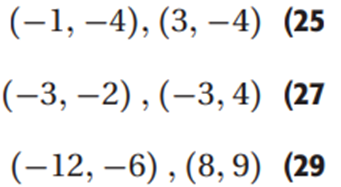 (25 (−1, −4), (3, −4)
(27 (−3, −2) , (−3, 4)
(29 (−12, −6) , (8, 9)